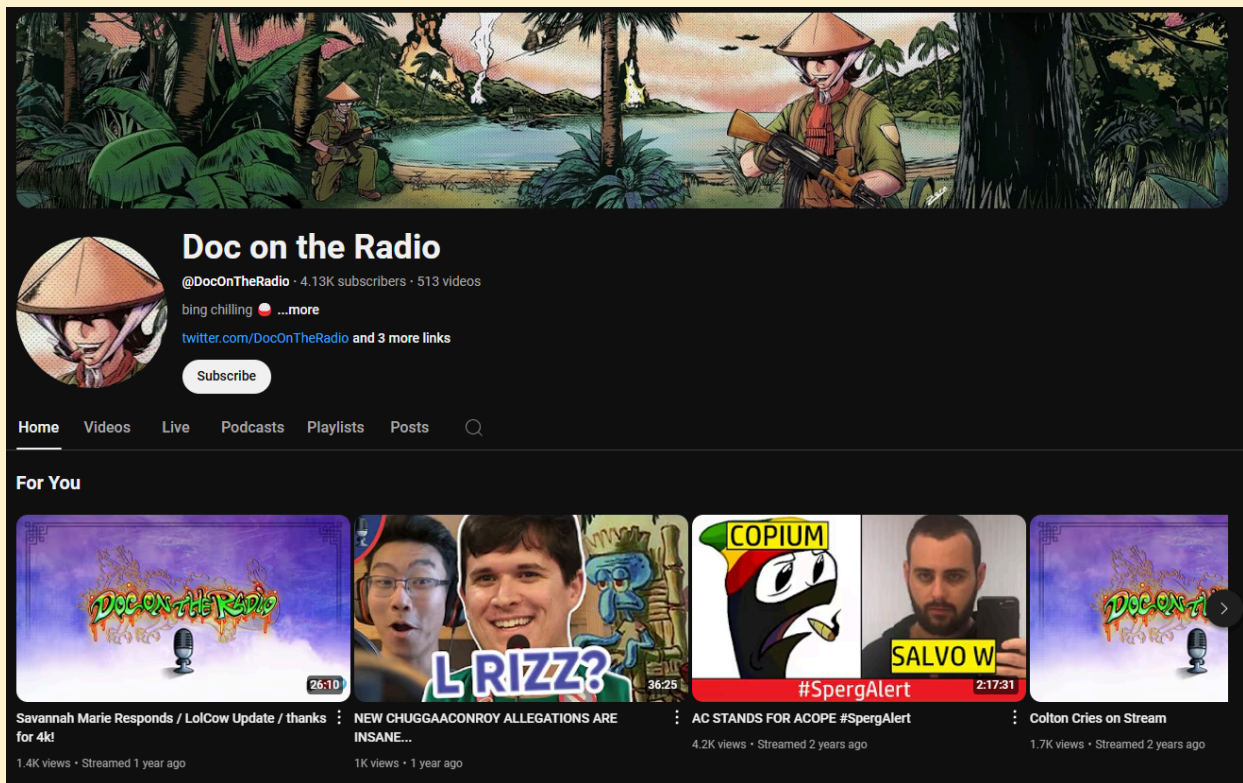 Doc on the Radio
@DocOnTheRadio · 4.13K subscribers · 513 videos
bing chilling 🍚 ...more
twitter.com/DocOnTheRadio and 3 more links
Subscribe
Home Videos Live Podcasts Playlists Posts
For You
DOC ON THE RADIO
26:10
L RIZZ?
36:25
COPIUM
SALVO W
#SpergAlert
2:17:31
DOC ON
Savannah Marie Responds / LolCow Update / thanks
for 4k!
1.4K views • Streamed 1 year ago
NEW CHUGGAACONROY ALLEGATIONS ARE
INSANE...
1K views • 1 year ago
AC STANDS FOR ACOPE #SpergAlert
4.2K views • Streamed 2 years ago
Colton Cries on Stream
1.7K views • Streamed 2 years ago